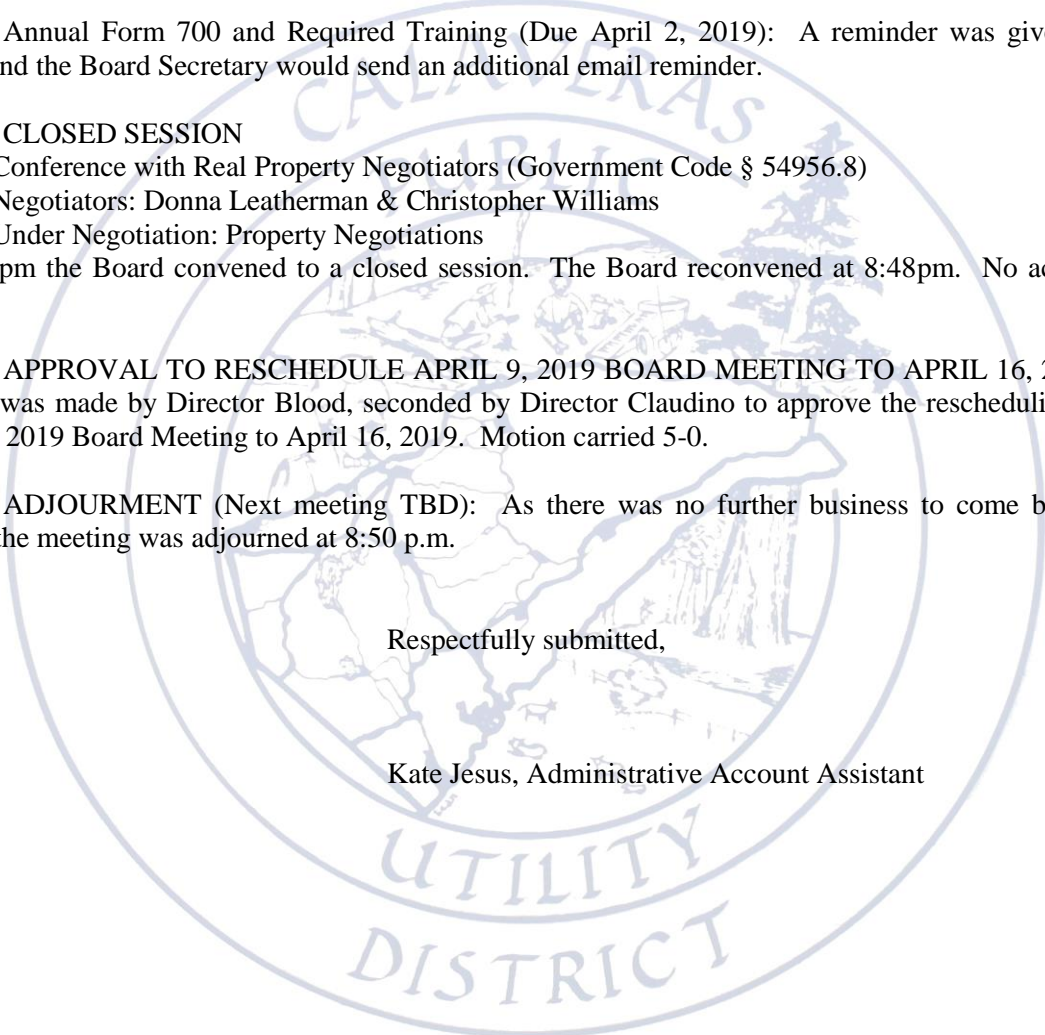 Annual Form 700 and Required Training (Due April 2, 2019): A reminder was give
nd the Board Secretary would send an additional email reminder.
CLOSED SESSION
Conference with Real Property Negotiators (Government Code § 54956.8)
Negotiators: Donna Leatherman & Christopher Williams
Under Negotiation: Property Negotiations
pm the Board convened to a closed session. The Board reconvened at 8:48pm. No ac
APPROVAL TO RESCHEDULE APRIL 9, 2019 BOARD MEETING TO APRIL 16, 2
was made by Director Blood, seconded by Director Claudino to approve the rescheduli
2019 Board Meeting to April 16, 2019. Motion carried 5-0.
ADJOURMENT (Next meeting TBD): As there was no further business to come b
the meeting was adjourned at 8:50 p.m.
Respectfully submitted,
Kate Jesus, Administrative Account Assistant
CALAVERAS
PUBLIC
UTILITY
DISTRICT